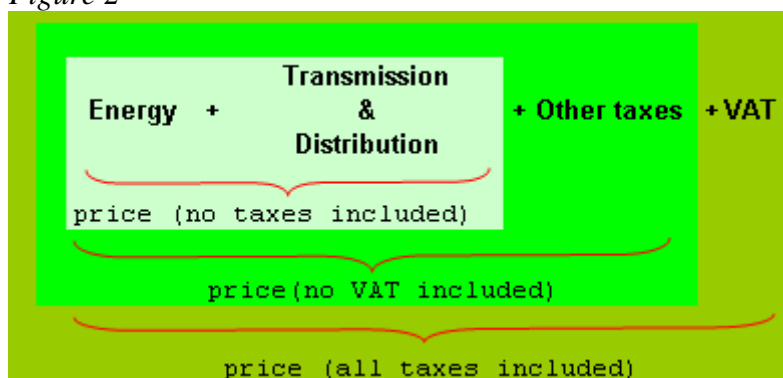 Figure 2
Energy + Transmission & Distribution + Other taxes + VAT
price (no taxes included)
price(no VAT included)
price (all taxes included)